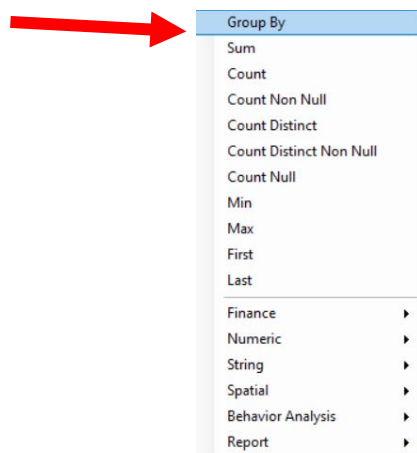 Group By
Sum
Count
Count Non Null
Count Distinct
Count Distinct Non Null
Count Null
Min
Max
First
Last
Finance
Numeric
String
Spatial
Behavior Analysis
Report